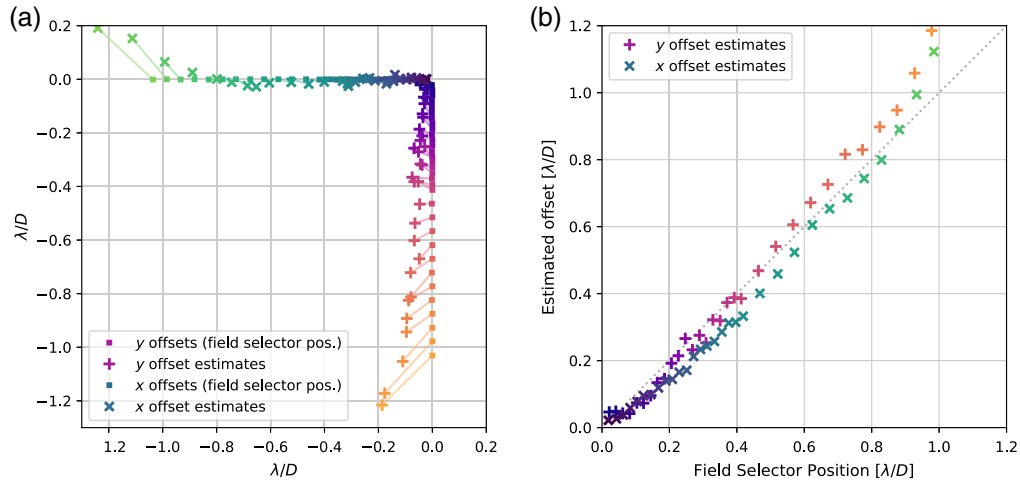 (a)
0.2
0.0
−0.2
−0.4
−0.6
−0.8
−1.0
−1.2
λ/D
y offsets (field selector pos.)
y offset estimates
x offsets (field selector pos.)
x offset estimates
1.2 −1.0 −0.8 −0.6 −0.4 −0.2 0.0 0.2
λ/D
(b)
1.2
1.0
0.8
0.6
0.4
0.2
0.0
Estimated offset [λ/D]
y offset estimates
x offset estimates
0.0 0.2 0.4 0.6 0.8 1.0 1.2
Field Selector Position [λ/D]